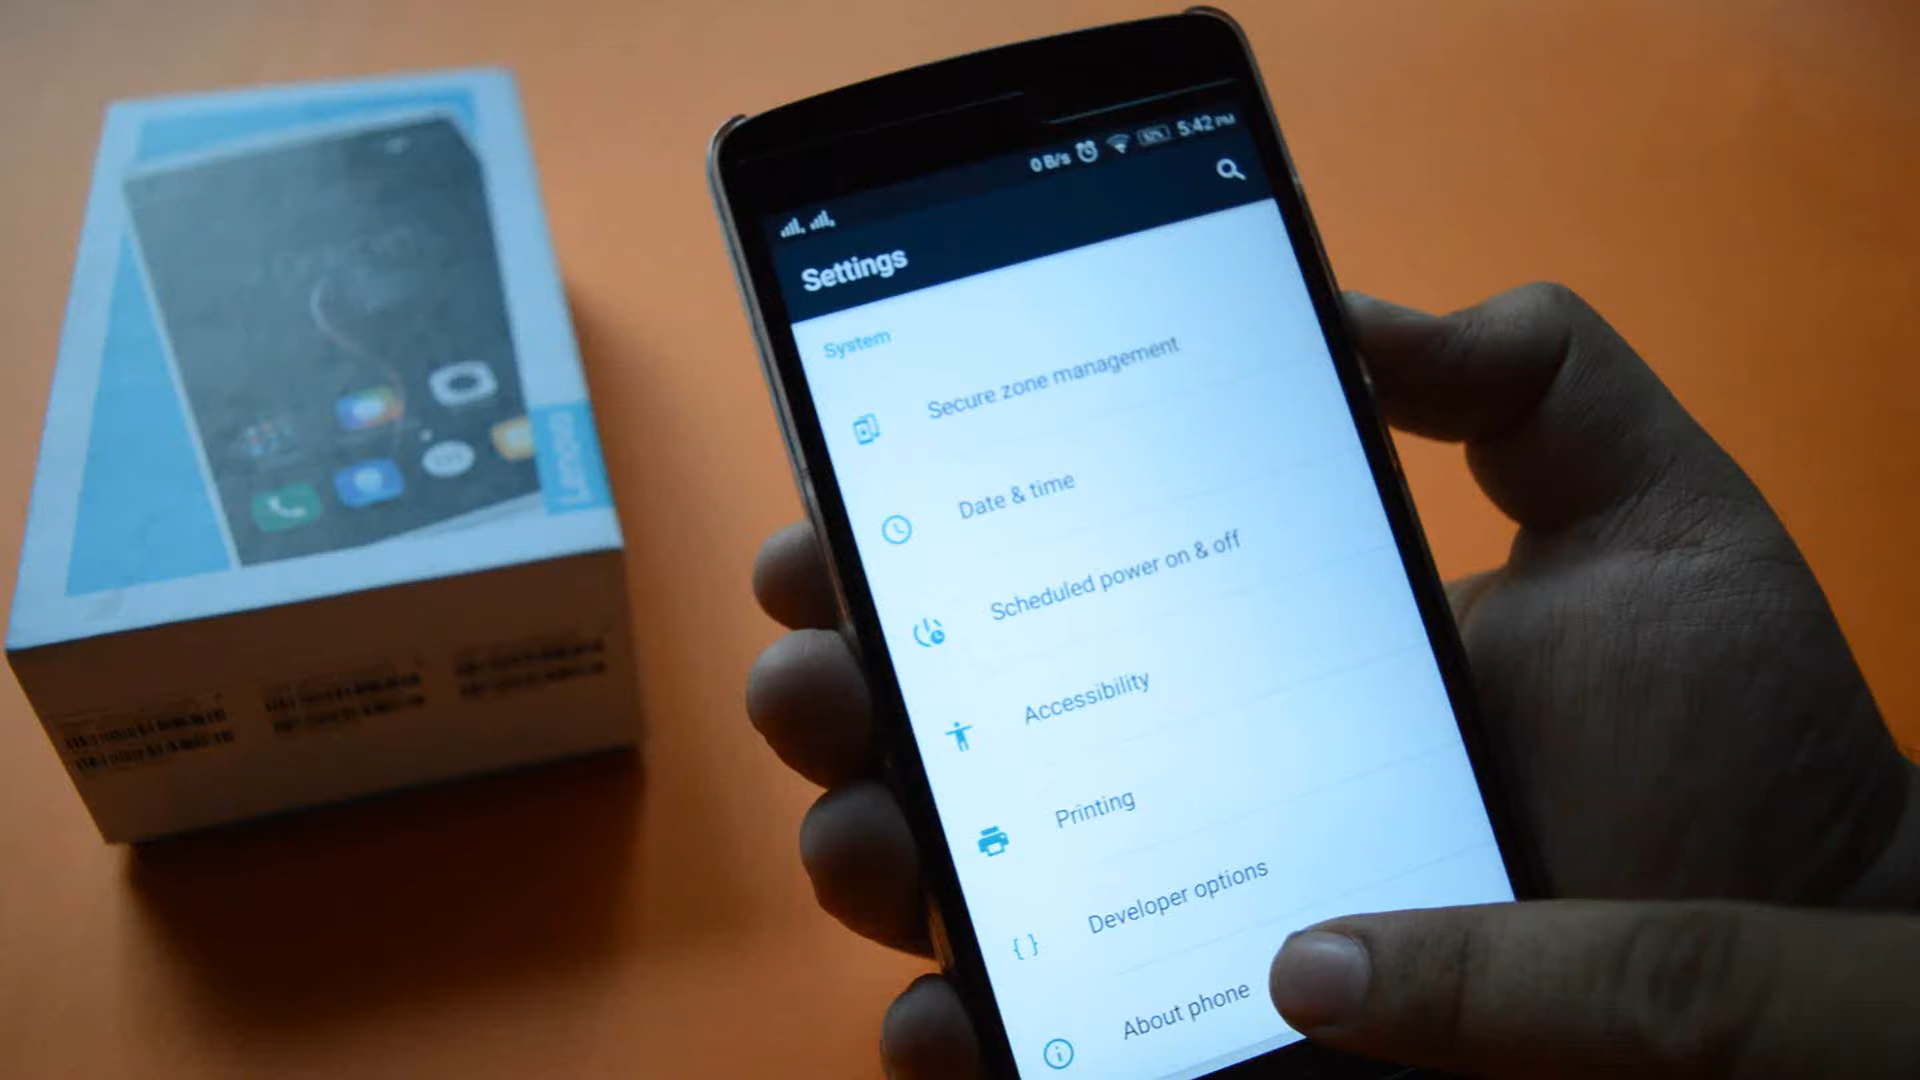 0 B/s 52% 5:42 PM
Settings
System
Secure zone management
Date & time
Scheduled power on & off
Accessibility
Printing
{ } Developer options
About phone
Lenovo